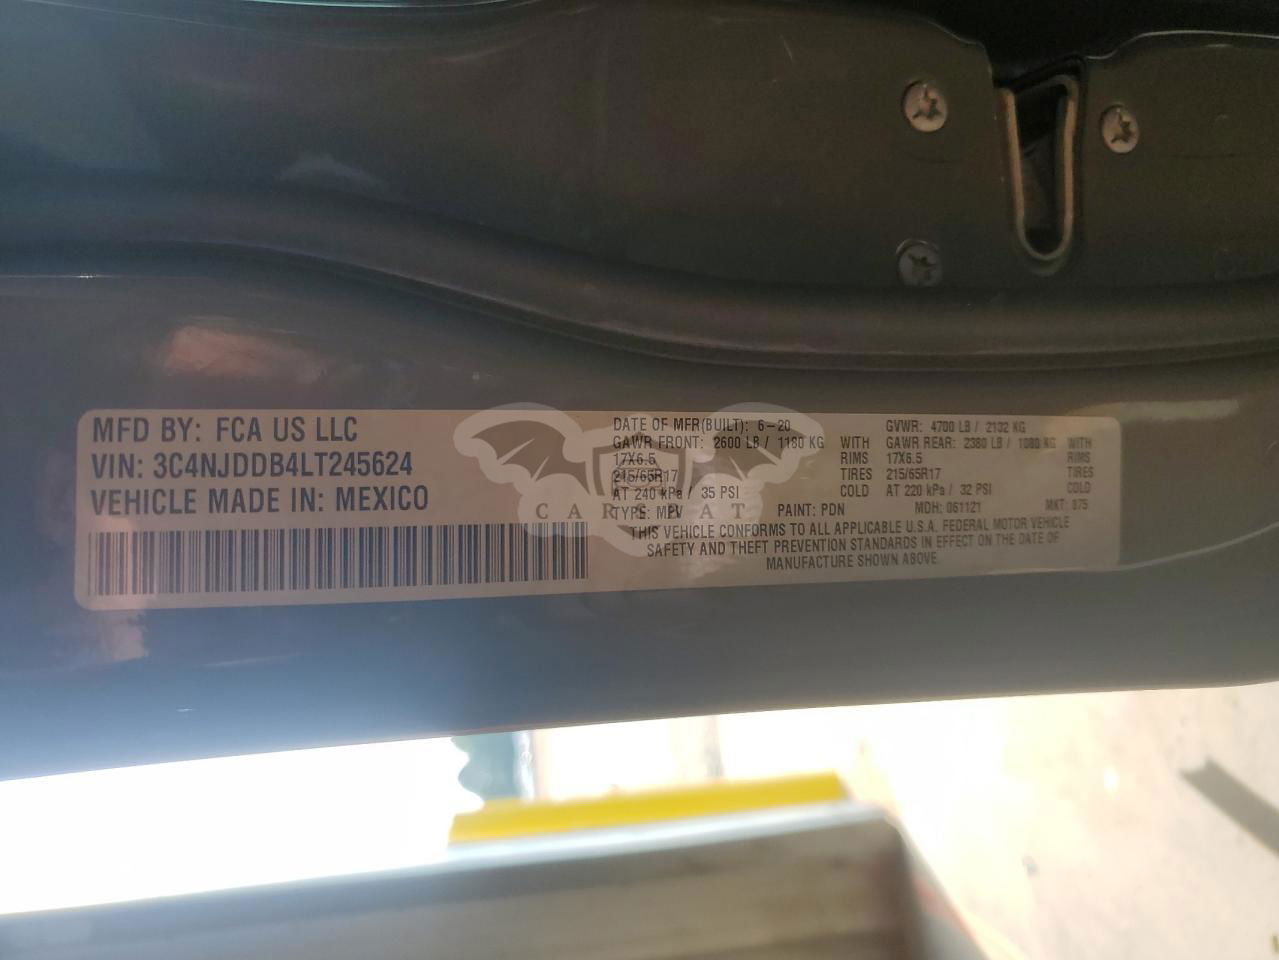 MFD BY: FCA US LLC
VIN: 3C4NJDDB4LT245624
VEHICLE MADE IN: MEXICO
DATE OF MFR(BUILT): 6-20 GVWR: 4700 LB / 2132 KG
GAWR FRONT: 2600 LB / 1180 KG WITH GAWR REAR: 2380 LB / 1080 KG WITH
17X6.5 RIMS 17X6.5 RIMS
215/65R17 TIRES 215/65R17 TIRES
AT 240 kPa / 35 PSI COLD AT 220 kPa / 32 PSI COLD
TYPE: MPV PAINT: PDN MDH: 061121 MKT: 875
THIS VEHICLE CONFORMS TO ALL APPLICABLE U.S.A. FEDERAL MOTOR VEHICLE
SAFETY AND THEFT PREVENTION STANDARDS IN EFFECT ON THE DATE OF
MANUFACTURE SHOWN ABOVE.